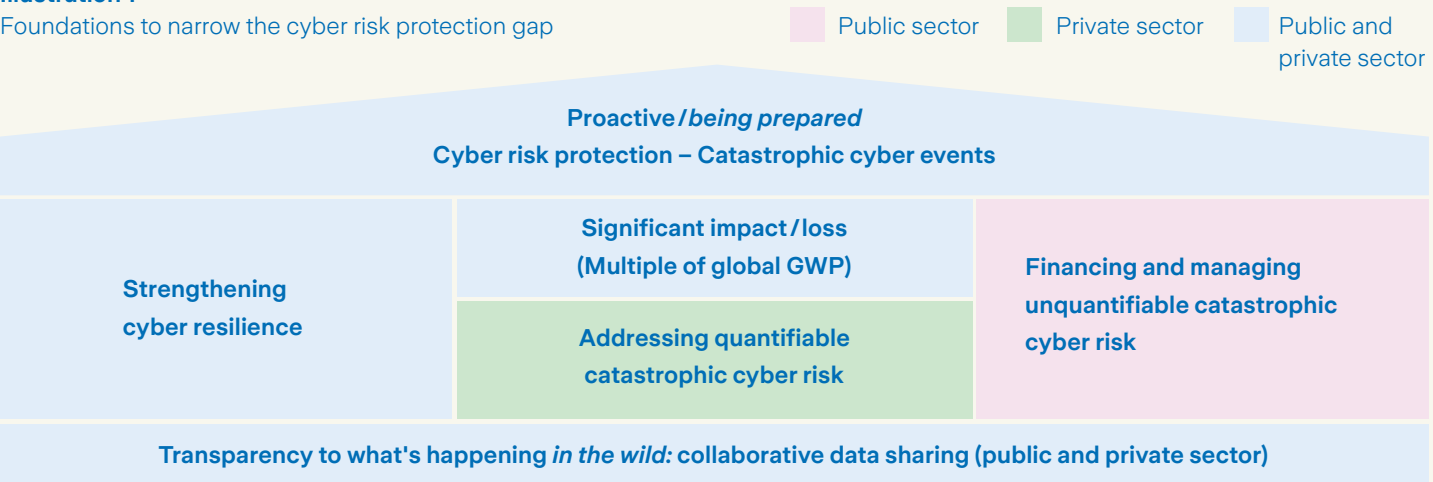 Foundations to narrow the cyber risk protection gap
Public sector
Private sector
Public and
private sector
Proactive/being prepared
Cyber risk protection – Catastrophic cyber events
Strengthening
cyber resilience
Significant impact/loss
(Multiple of global GWP)
Addressing quantifiable
catastrophic cyber risk
Financing and managing
unquantifiable catastrophic
cyber risk
Transparency to what's happening in the wild: collaborative data sharing (public and private sector)